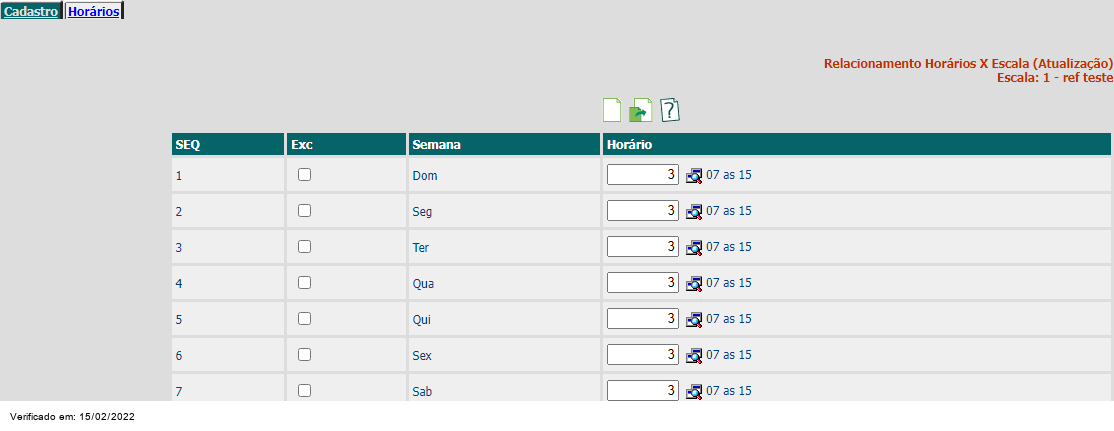 Cadastro Horários
Relacionamento Horários X Escala (Atualização)
Escala: 1 - ref teste
?
SEQ Exc Semana Horário
1 Dom 3 07 as 15
2 Seg 3 07 as 15
3 Ter 3 07 as 15
4 Qua 3 07 as 15
5 Qui 3 07 as 15
6 Sex 3 07 as 15
7 Sab 3 07 as 15
Verificado em: 15/02/2022